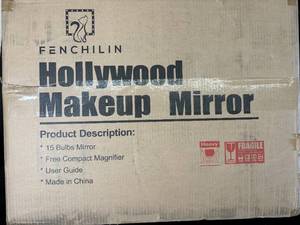 FENCHILIN
Hollywood
Makeup Mirror
Product Description:
* 15 Bulbs Mirror
* Free Compact Magnifier
* User Guide
* Made in China
Heavy
FRAGILE